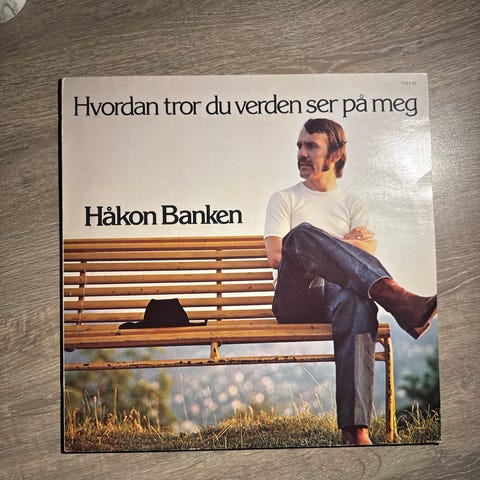 Hvordan tror du verden ser på meg
Håkon Banken